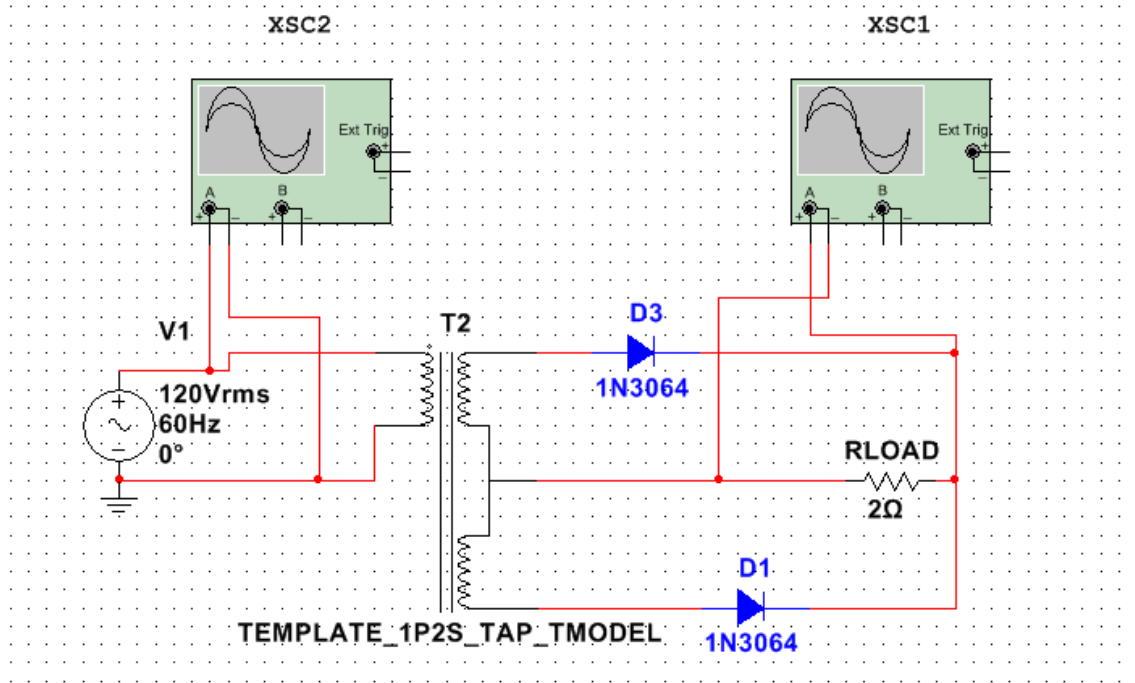 XSC2
XSC1
Ext Trig
+
–
A
B
+
–
+
–
Ext Trig
+
–
A
B
+
–
+
–
V1
+
–
120Vrms
60Hz
0°
T2
D3
1N3064
RLOAD
2Ω
D1
1N3064
TEMPLATE_1P2S_TAP_TMODEL